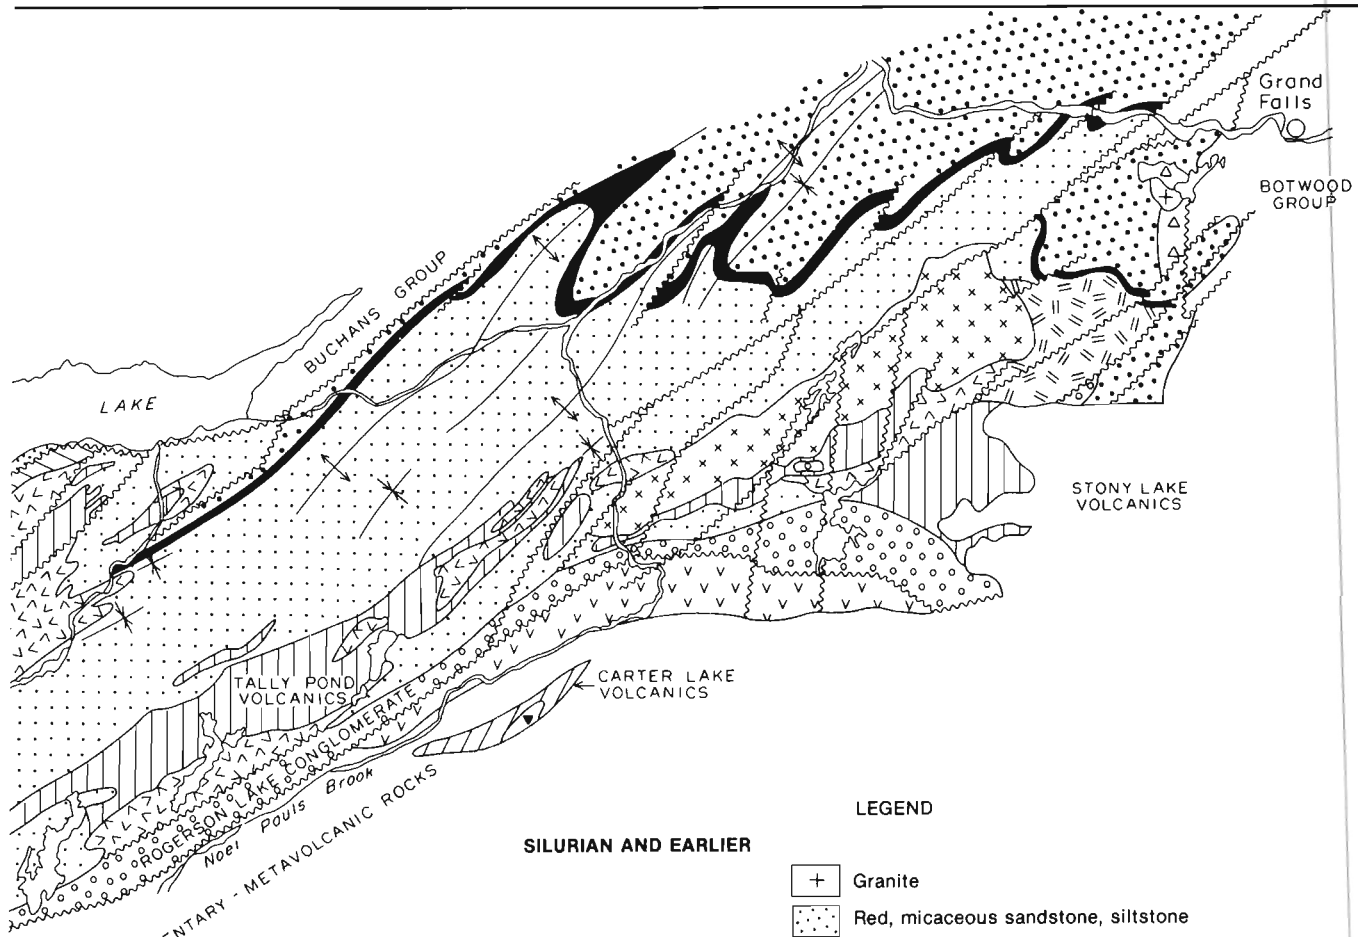 Grand
Falls
BOTWOOD
GROUP
BUCHANS GROUP
LAKE
STONY LAKE
VOLCANICS
TALLY POND
VOLCANICS
CARTER LAKE
VOLCANICS
ROGERSON LAKE CONGLOMERATE
Noel Pauls Brook
ENTARY - METAVOLCANIC ROCKS
LEGEND
SILURIAN AND EARLIER
Granite
Red, micaceous sandstone, siltstone